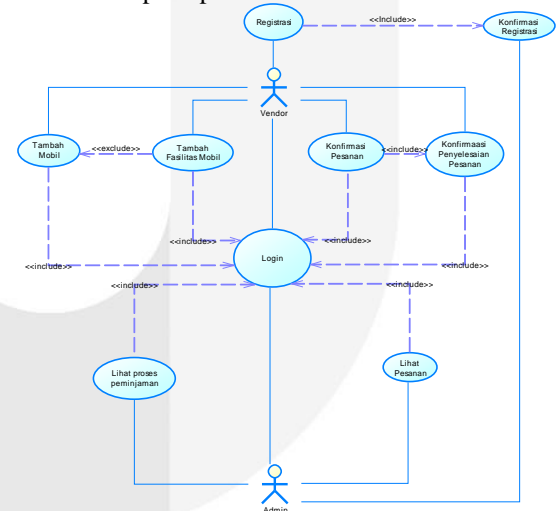 Registrasi
<<Include>>
Konfirmasi
Registrasi
Vendor
Tambah
Mobil
<<exclude>>
Tambah
Fasilitas Mobil
Konfirmasi
Pesanan
<<include>>
Konfirmaasi
Penyelesaian
Pesanan
<<include>>
<<include>>
Login
<<include>>
<<include>>
<<include>>
<<include>>
Lihat proses
peminjaman
Lihat
Pesanan
Admin